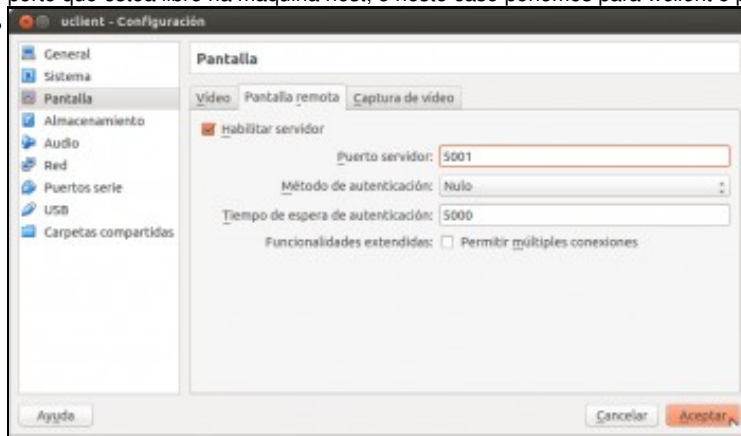 uclient - Configuración
General
Sistema
Pantalla
Almacenamiento
Audio
Red
Puertos serie
USB
Carpetas compartidas
Pantalla
Vídeo Pantalla remota Captura de vídeo
Habilitar servidor
Puerto servidor: 5001
Método de autenticación: Nulo
Tiempo de espera de autenticación: 5000
Funcionalidades extendidas: Permitir múltiples conexiones
Ayuda Cancelar Aceptar